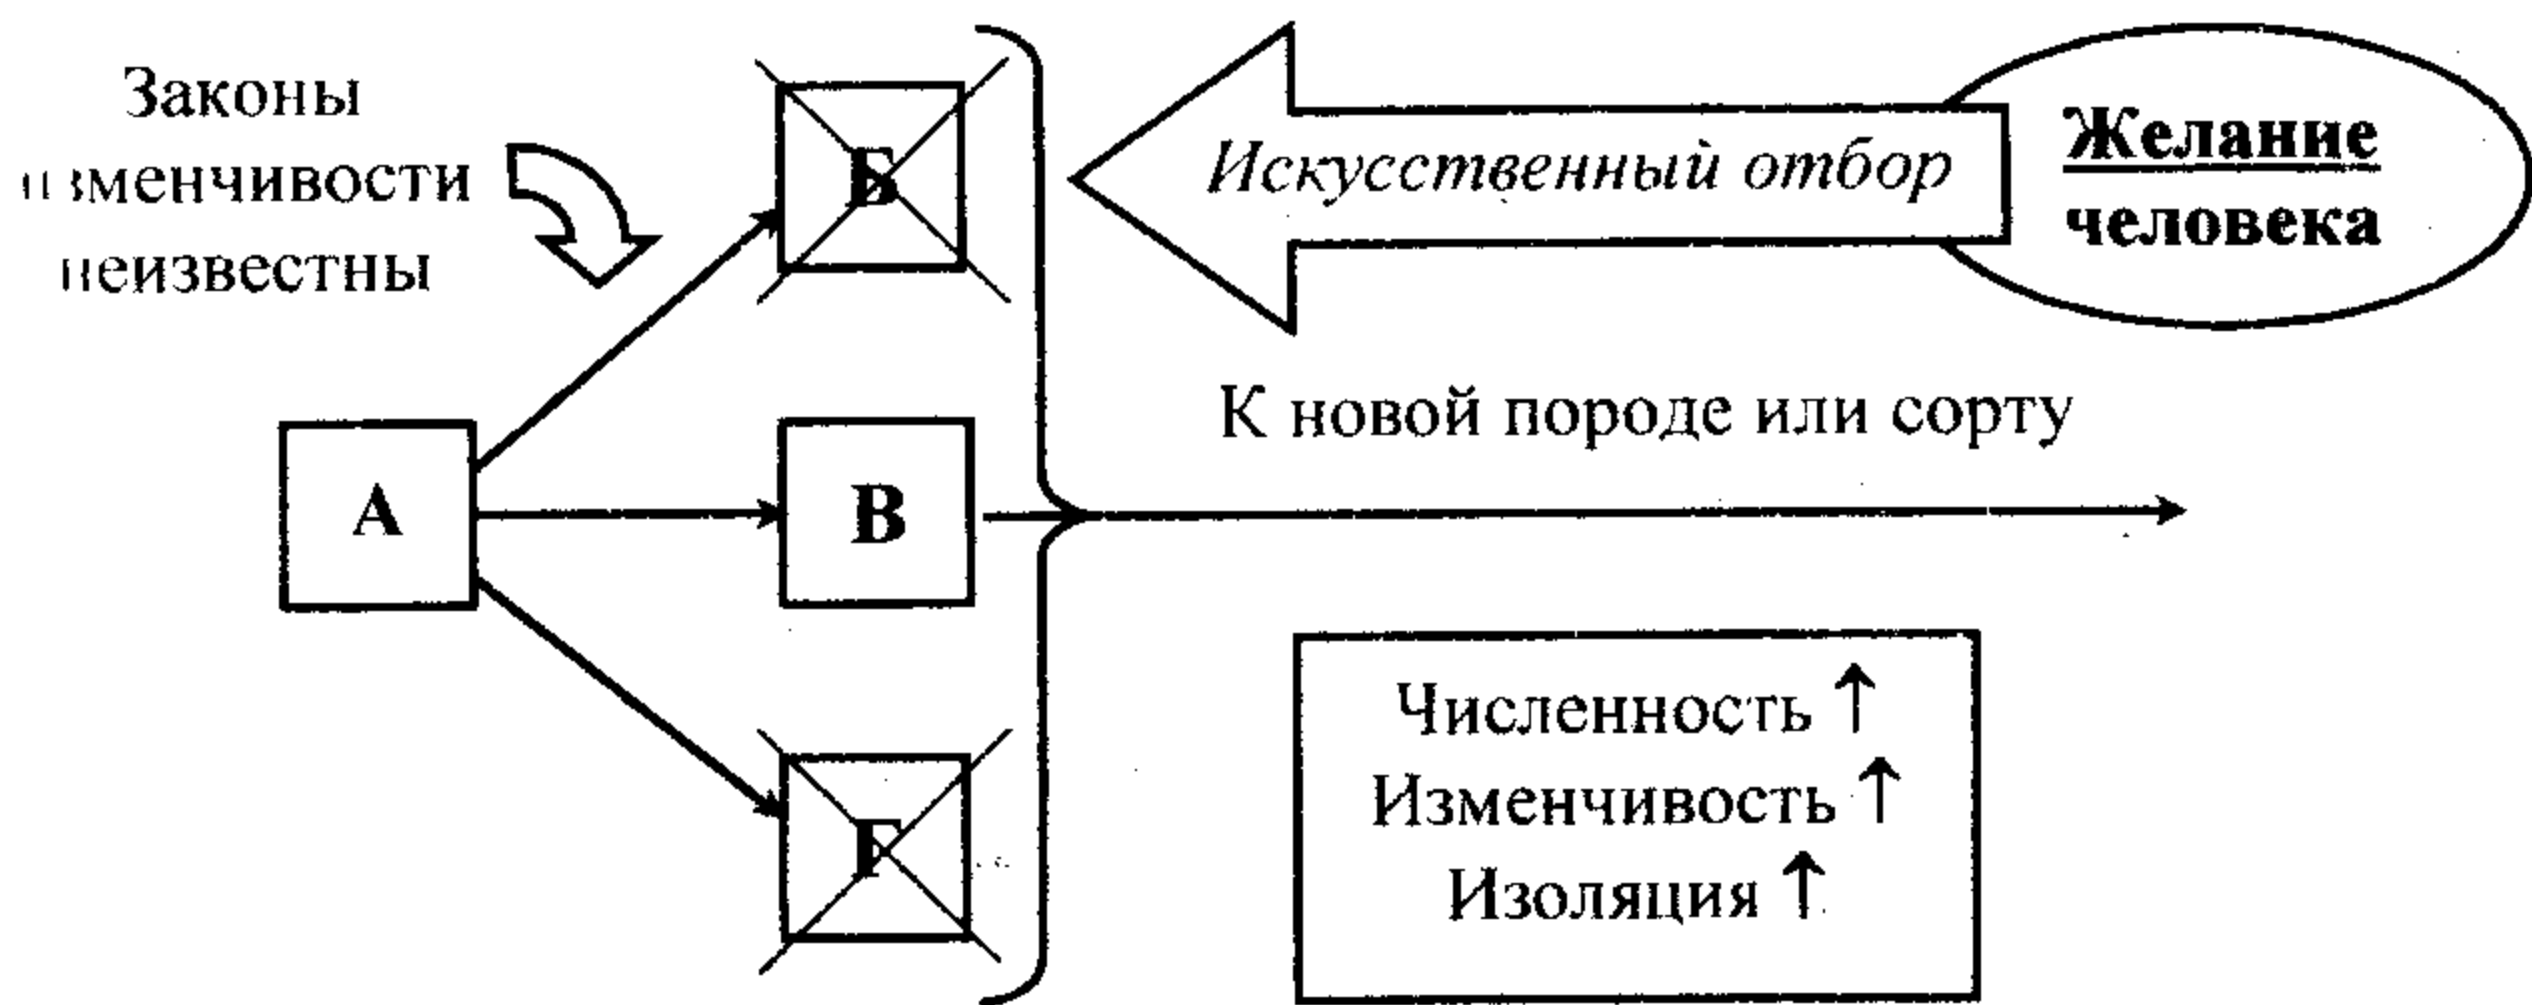 Законы
изменчивости
неизвестны
Б
Искусственный отбор
Желание
человека
К новой породе или сорту
А
В
Численность ↑
Изменчивость ↑
Изоляция ↑
Г